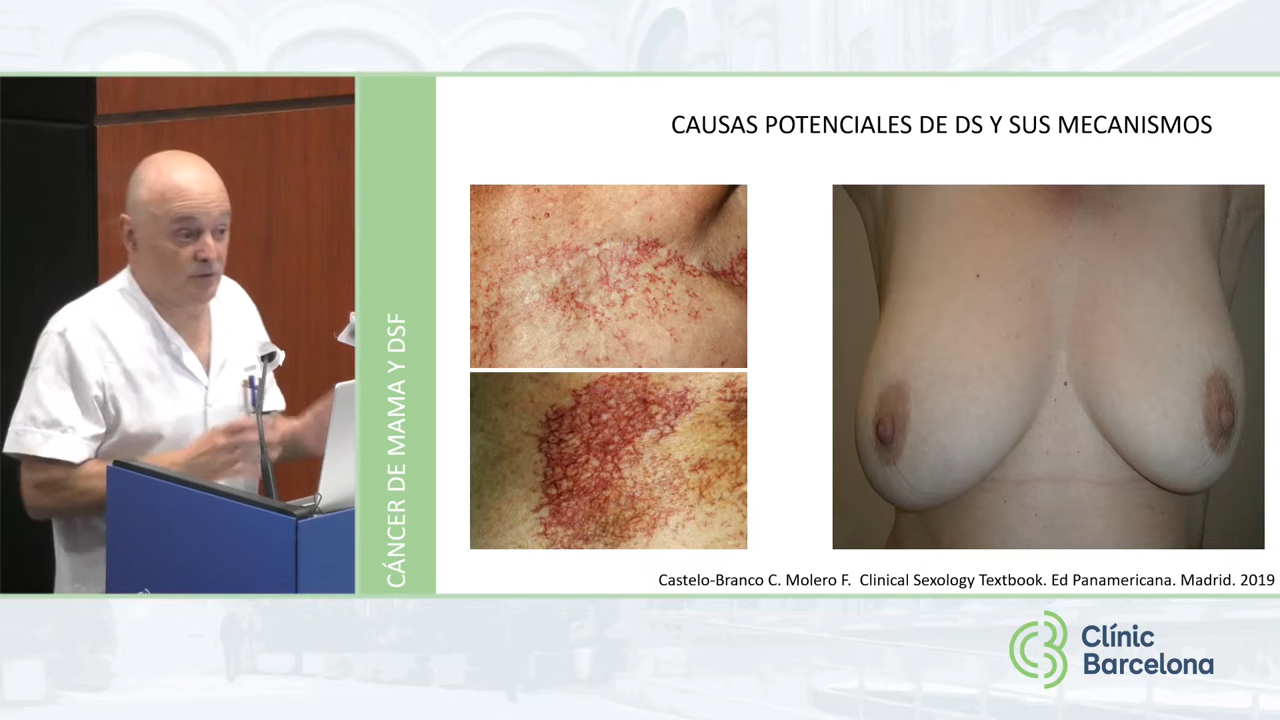 CAUSAS POTENCIALES DE DS Y SUS MECANISMOS
CÁNCER DE MAMA Y DSF
Castelo-Branco C. Molero F. Clinical Sexology Textbook. Ed Panamericana. Madrid. 2019
Clínic
Barcelona